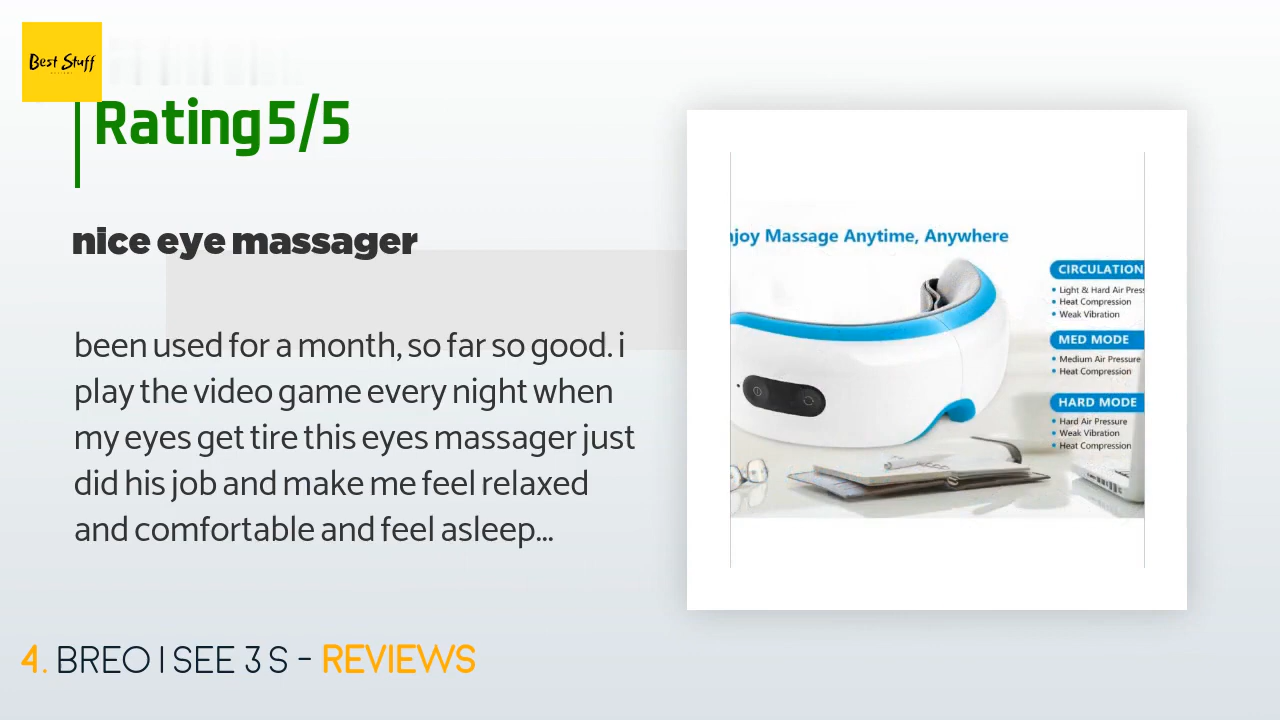 Best Stuff
Rating 5/5
nice eye massager
been used for a month, so far so good. i
play the video game every night when
my eyes get tire this eyes massager just
did his job and make me feel relaxed
and comfortable and feel asleep...
njoy Massage Anytime, Anywhere
CIRCULATION
• Light & Hard Air Press
• Heat Compression
• Weak Vibration
MED MODE
• Medium Air Pressure
• Heat Compression
HARD MODE
• Hard Air Pressure
• Weak Vibration
• Heat Compression
4. BREO I SEE 3 S - REVIEWS